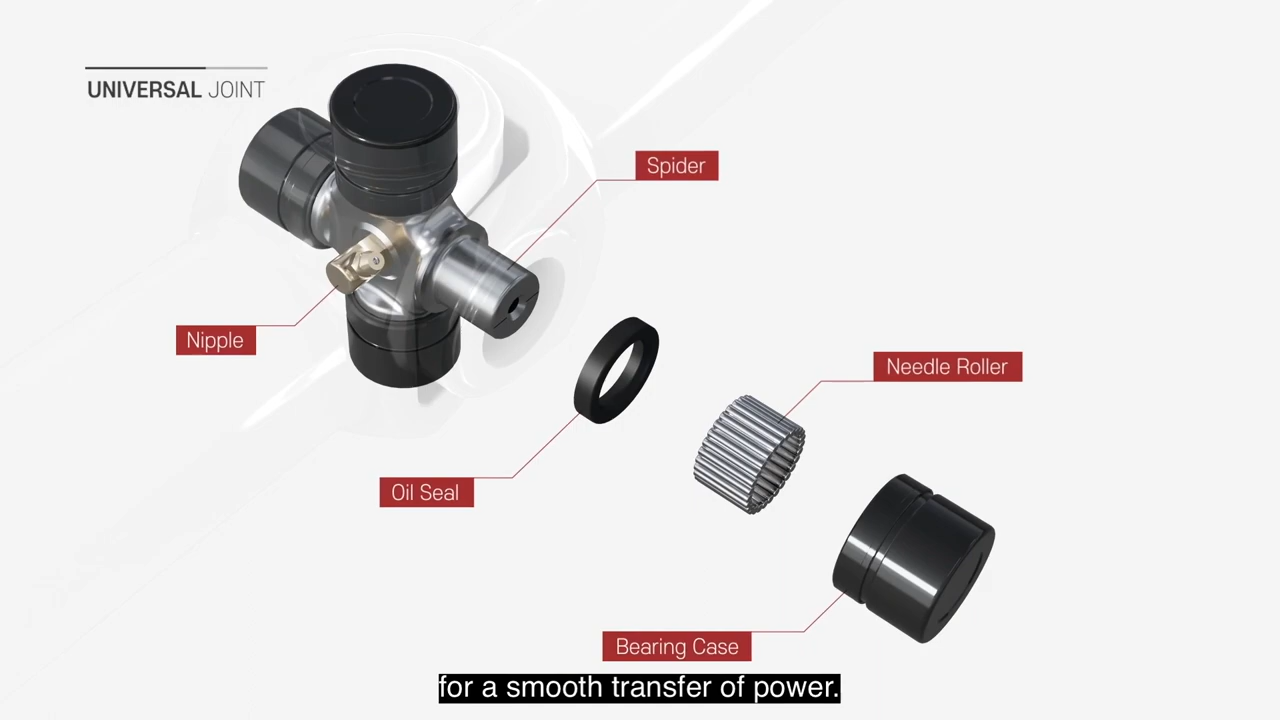 UNIVERSAL JOINT
Spider
Nipple
Needle Roller
Oil Seal
Bearing Case
for a smooth transfer of power.